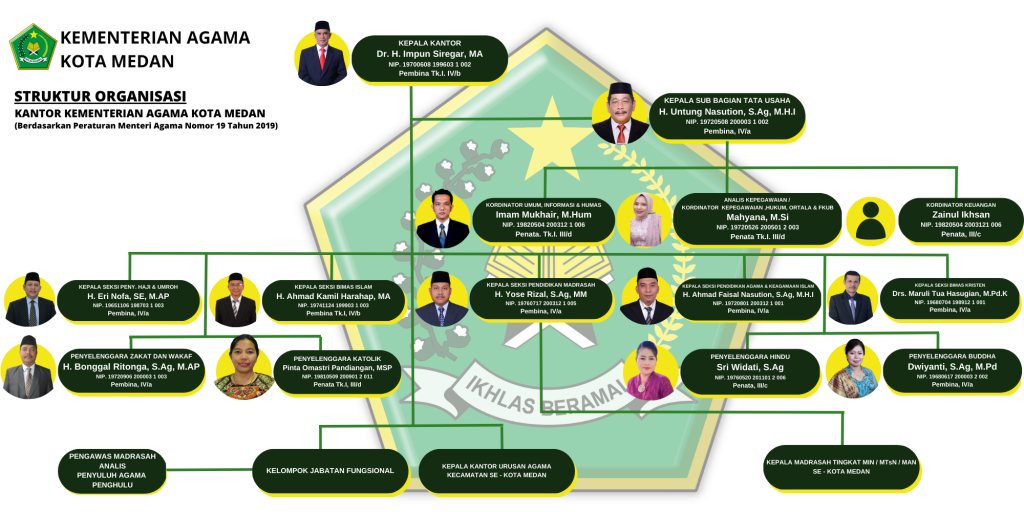 KEMENTERIAN AGAMA
KOTA MEDAN
STRUKTUR ORGANISASI
KANTOR KEMENTERIAN AGAMA KOTA MEDAN
(Berdasarkan Peraturan Menteri Agama Nomor 19 Tahun 2019)
KEPALA KANTOR
Dr. H. Impun Siregar, MA
NIP. 19700608 199603 1 002
Pembina Tk.I. IV/b
KEPALA SUB BAGIAN TATA USAHA
H. Untung Nasution, S.Ag, M.H.I
NIP. 19720508 200003 1 002
Pembina, IV/a
KORDINATOR UMUM, INFORMASI & HUMAS
Imam Mukhair, M.Hum
NIP. 19820504 200312 1 006
Penata. Tk.I. III/d
ANALIS KEPEGAWAIAN /
KORDINATOR KEPEGAWAIAN ,HUKUM, ORTALA & FKUB
Mahyana, M.Si
NIP. 19720526 200501 2 003
Penata Tk.I. III/d
KORDINATOR KEUANGAN
Zainul Ikhsan
NIP. 19820504 2003121 006
Penata, III/c
KEPALA SEKSI PENY. HAJI & UMROH
H. Eri Nofa, SE, M.AP
NIP. 19651106 198703 1 003
Pembina, IV/a
KEPALA SEKSI BIMAS ISLAM
H. Ahmad Kamil Harahap, MA
NIP. 19741124 199903 1 003
Pembina Tk.I, IV/b
KEPALA SEKSI PENDIDIKAN MADRASAH
H. Yose Rizal, S.Ag, MM
NIP. 19760717 200312 1 005
Pembina, IV/a
KEPALA SEKSI PENDIDIKAN AGAMA & KEAGAMAAN ISLAM
H. Ahmad Faisal Nasution, S.Ag, M.H.I
NIP. 19720901 200312 1 001
Pembina, IV/a
KEPALA SEKSI BIMAS KRISTEN
Drs. Maruli Tua Hasugian, M.Pd.K
NIP. 19680704 198912 1 001
Pembina, IV/a
PENYELENGGARA ZAKAT DAN WAKAF
H. Bonggal Ritonga, S.Ag, M.AP
NIP. 19720906 200003 1 003
Pembina, IV/a
PENYELENGGARA KATOLIK
Pinta Omastri Pandiangan, MSP
NIP. 19810509 200901 2 011
Penata Tk.I, III/d
PENYELENGGARA HINDU
Sri Widati, S.Ag
NIP. 19760520 201101 2 006
Penata, III/c
PENYELENGGARA BUDDHA
Dwiyanti, S.Ag, M.Pd
NIP. 19680617 200003 2 002
Pembina, IV/a
IKHLAS BERAMAL
PENGAWAS MADRASAH
ANALIS
PENYULUH AGAMA
PENGHULU
KELOMPOK JABATAN FUNGSIONAL
KEPALA KANTOR URUSAN AGAMA
KECAMATAN SE - KOTA MEDAN
KEPALA MADRASAH TINGKAT MIN / MTsN / MAN
SE - KOTA MEDAN